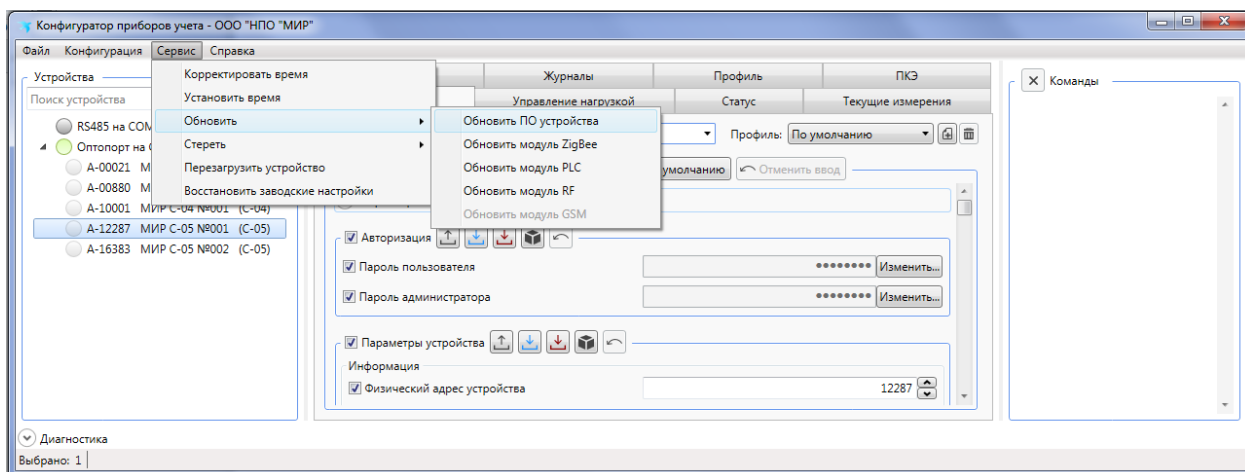 Конфигуратор приборов учета - ООО "НПО "МИР"
Файл Конфигурация Сервис Справка
Устройства
Поиск устройства
RS485 на COM
Оптопорт на
A-00021 М
A-00880 М
A-10001 МИР С-04 №001 (С-04)
A-12287 МИР С-05 №001 (С-05)
A-16383 МИР С-05 №002 (С-05)
Корректировать время
Установить время
Обновить
Стереть
Перезагрузить устройство
Восстановить заводские настройки
Обновить ПО устройства
Обновить модуль ZigBee
Обновить модуль PLC
Обновить модуль RF
Обновить модуль GSM
Журналы Профиль ПКЭ
Управление нагрузкой Статус Текущие измерения
Профиль: По умолчанию
умолчанию Отменить ввод
Авторизация
Пароль пользователя Изменить...
Пароль администратора Изменить...
Параметры устройства
Информация
Физический адрес устройства 12287
Команды
Диагностика
Выбрано: 1